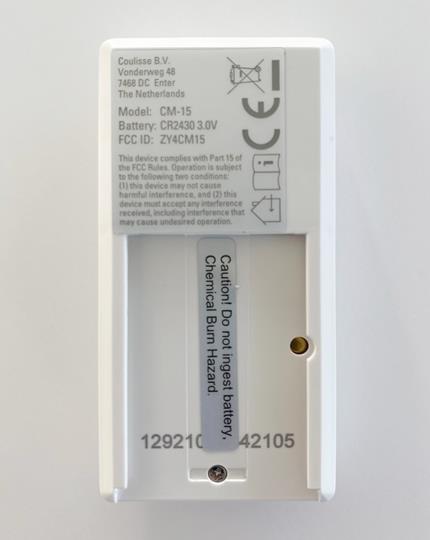 Coulisse B.V.
Vonderweg 48
7468 DC Enter
The Netherlands
Model: CM-15
Battery: CR2430 3.0V
FCC ID: ZY4CM15
This device complies with Part 15 of
the FCC Rules. Operation is subject
to the following two conditions:
(1) this device may not cause
harmful interference, and (2) this
device must accept any interference
received, including interference that
may cause undesired operation.
CE
Caution! Do not ingest battery,
Chemical Burn Hazard.